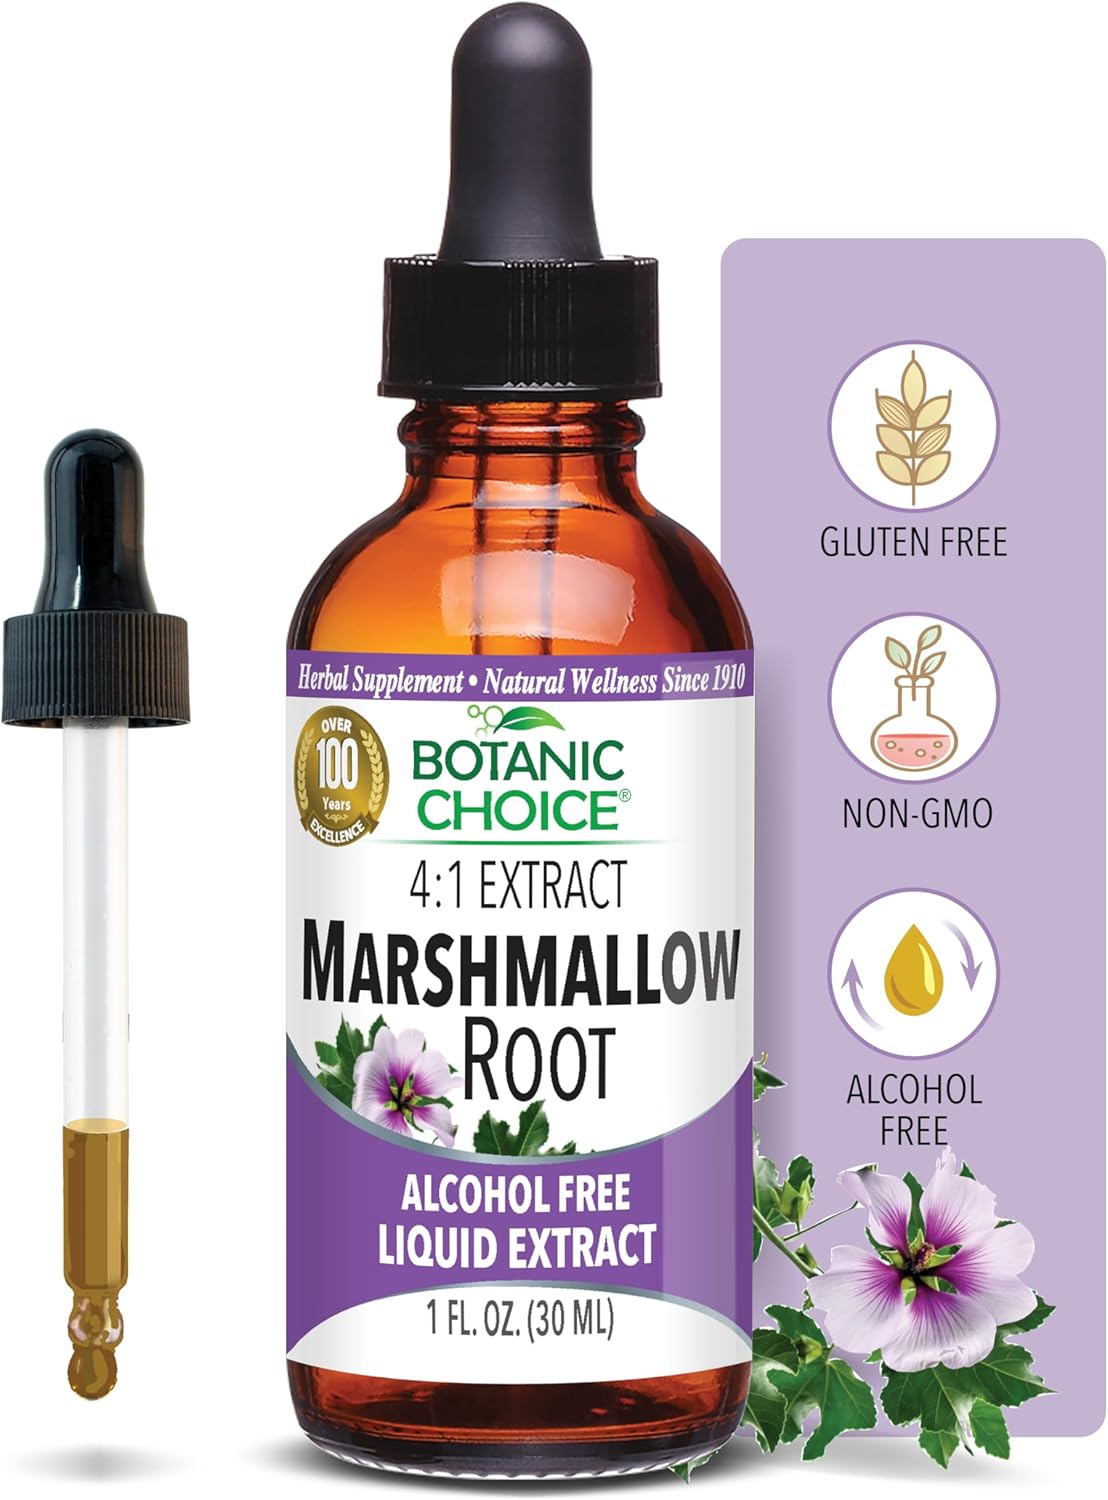 Herbal Supplement • Natural Wellness Since 1910
OVER
100
Years
EXCELLENCE
BOTANIC
CHOICE®
4:1 EXTRACT
MARSHMALLOW
ROOT
ALCOHOL FREE
LIQUID EXTRACT
1 FL. OZ. (30 ML)
GLUTEN FREE
NON-GMO
ALCOHOL
FREE